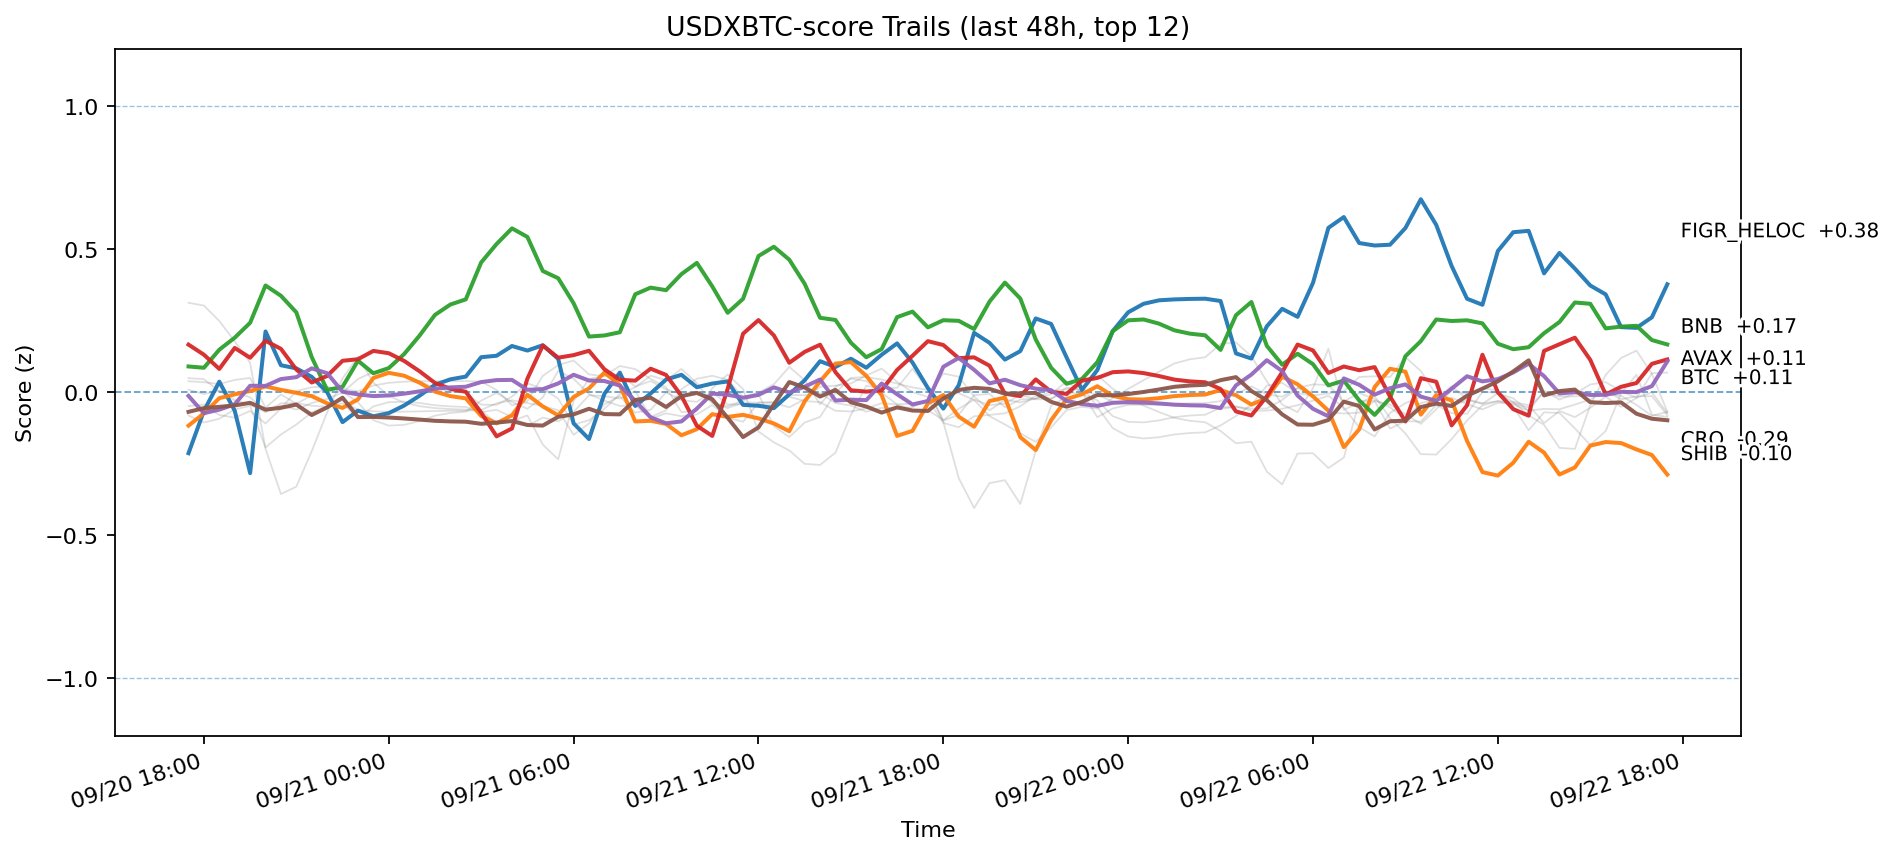 USDXBTC-score Trails (last 48h, top 12)
Score (z)
1.0
0.5
0.0
−0.5
−1.0
FIGR_HELOC +0.38
BNB +0.17
AVAX +0.11
BTC +0.11
CRO -0.29
SHIB -0.10
09/20 18:00
09/21 00:00
09/21 06:00
09/21 12:00
09/21 18:00
09/22 00:00
09/22 06:00
09/22 12:00
09/22 18:00
Time